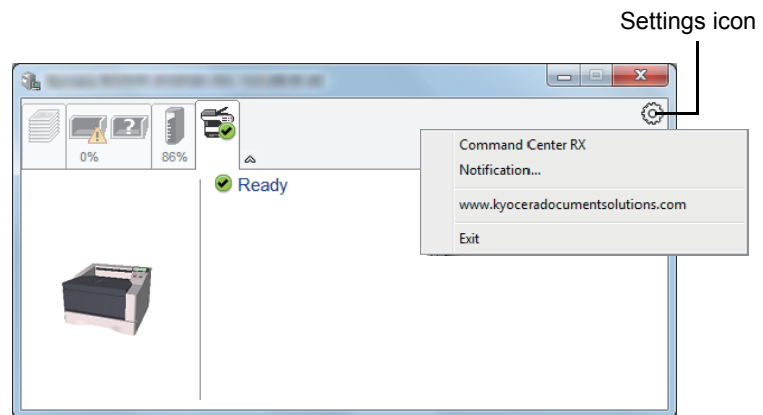 Settings icon
0%
?
86%
Ready
Command Center RX
Notification...
www.kyoceradocumentsolutions.com
Exit